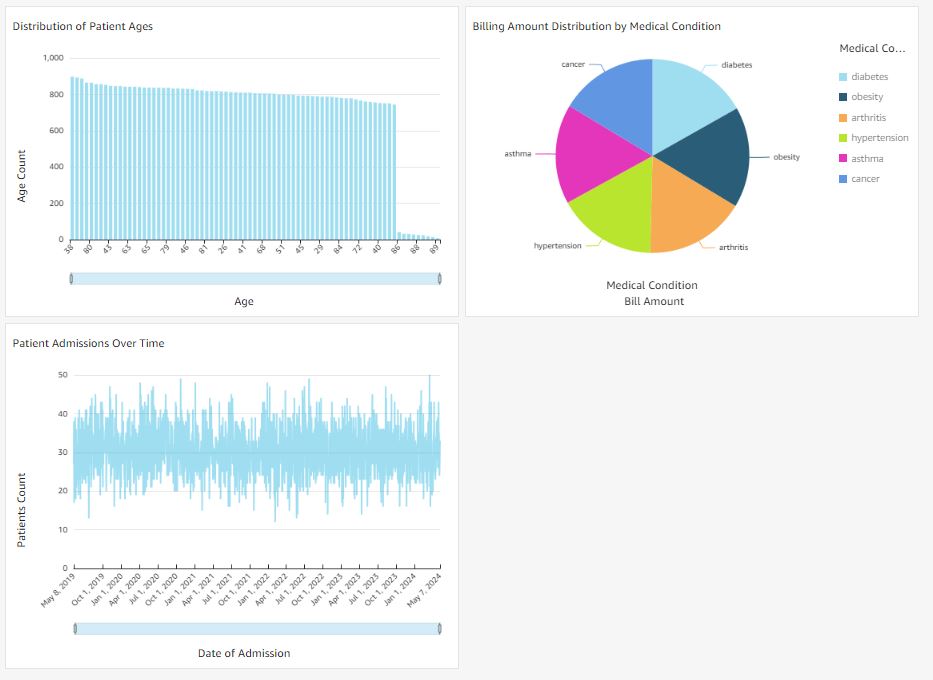 Distribution of Patient Ages
1,000
800
600
400
200
0
Age Count
38 80 43 63 65 79 46 81 26 41 68 51 45 29 84 72 40 86 88 89
Age
Billing Amount Distribution by Medical Condition
cancer
diabetes
asthma
obesity
hypertension
arthritis
Medical Condition
Bill Amount
Medical Co...
diabetes
obesity
arthritis
hypertension
asthma
cancer
Patient Admissions Over Time
50
40
30
20
10
0
Patients Count
May 8, 2019 Oct 1, 2019 Jan 1, 2020 Apr 1, 2020 Jul 1, 2020 Oct 1, 2020 Jan 1, 2021 Apr 1, 2021 Jul 1, 2021 Oct 1, 2021 Jan 1, 2022 Apr 1, 2022 Jul 1, 2022 Oct 1, 2022 Jan 1, 2023 Apr 1, 2023 Jul 1, 2023 Oct 1, 2023 Jan 1, 2024 May 7, 2024
Date of Admission